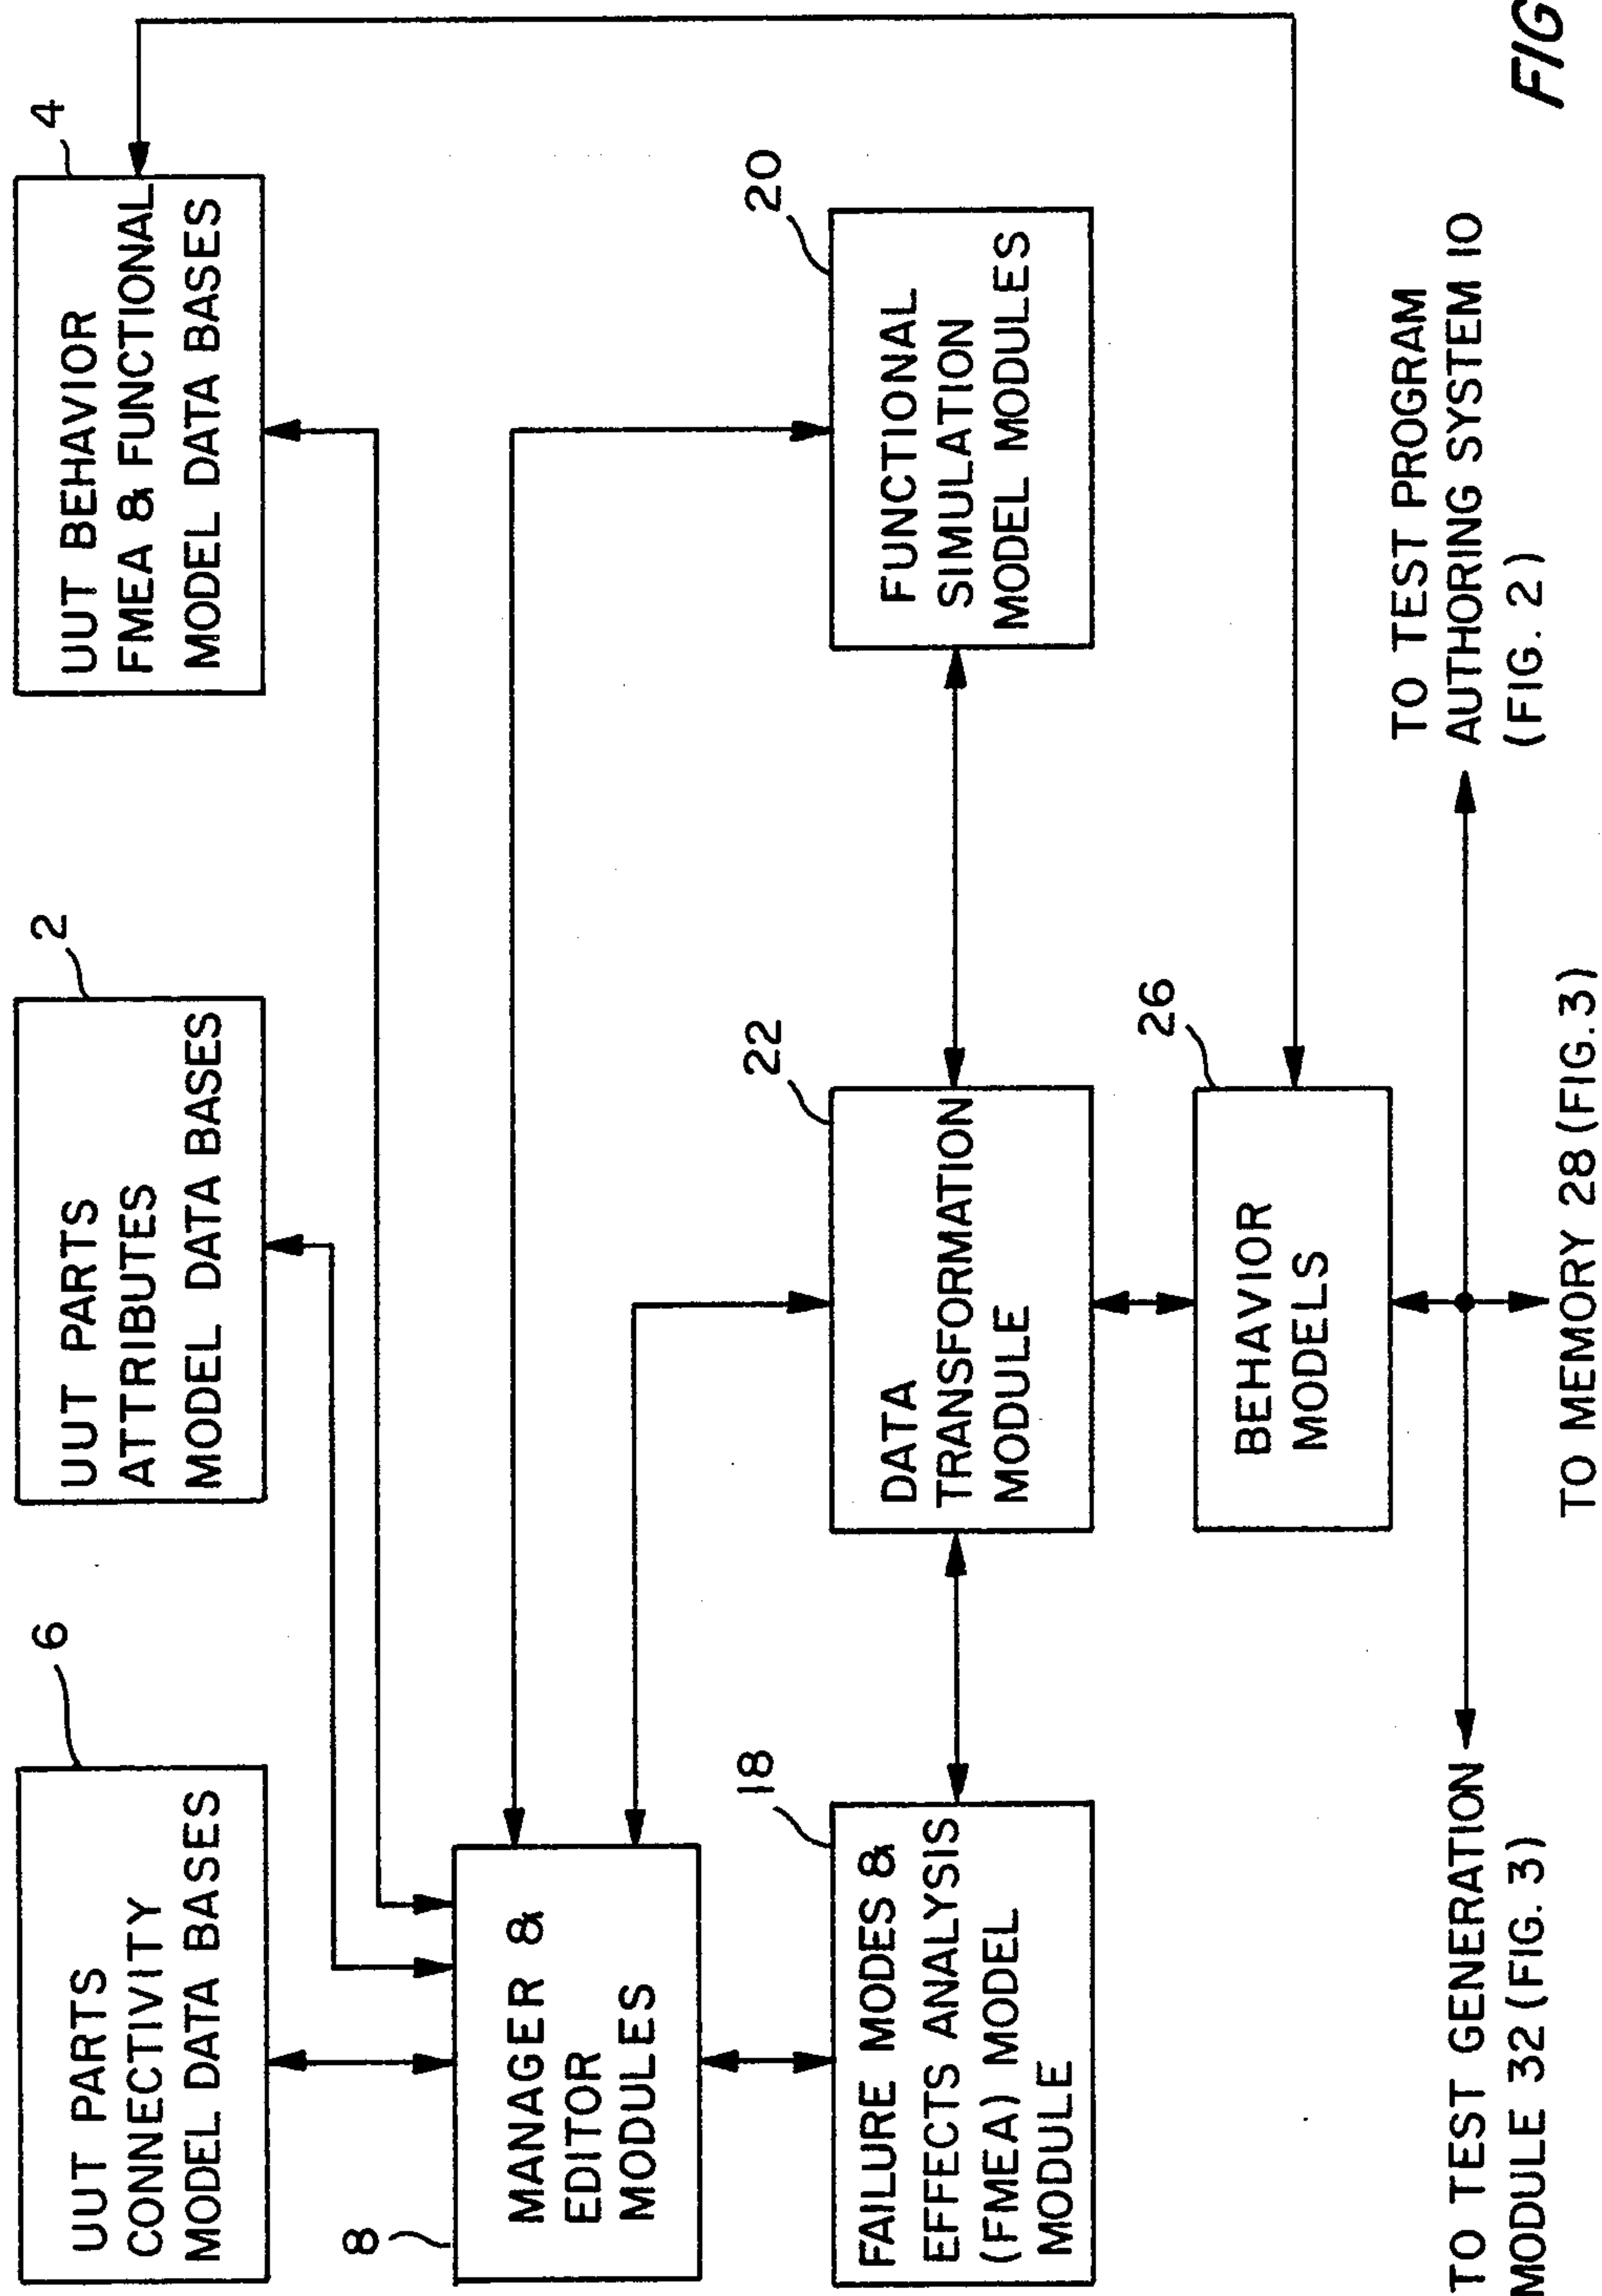 6
UUT PARTS
CONNECTIVITY
MODEL DATA BASES
2
UUT PARTS
ATTRIBUTES
MODEL DATA BASES
4
UUT BEHAVIOR
FMEA & FUNCTIONAL
MODEL DATA BASES
8
MANAGER &
EDITOR
MODULES
18
FAILURE MODES &
EFFECTS ANALYSIS
(FMEA) MODEL
MODULE
22
DATA
TRANSFORMATION
MODULE
20
FUNCTIONAL
SIMULATION
MODEL MODULES
26
BEHAVIOR
MODELS
TO TEST GENERATION
MODULE 32 (FIG. 3)
TO MEMORY 28 (FIG. 3)
TO TEST PROGRAM
AUTHORING SYSTEM 10
(FIG. 2)
FIG